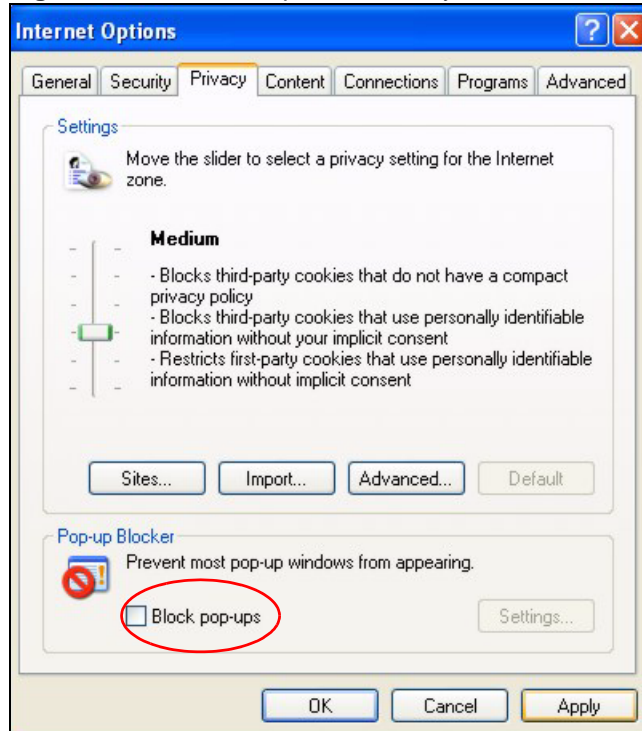 Internet Options
General Security Privacy Content Connections Programs Advanced
Settings
Move the slider to select a privacy setting for the Internet
zone.
Medium
- Blocks third-party cookies that do not have a compact
privacy policy
- Blocks third-party cookies that use personally identifiable
information without your implicit consent
- Restricts first-party cookies that use personally identifiable
information without implicit consent
Sites... Import... Advanced... Default
Pop-up Blocker
Prevent most pop-up windows from appearing.
Block pop-ups Settings...
OK Cancel Apply